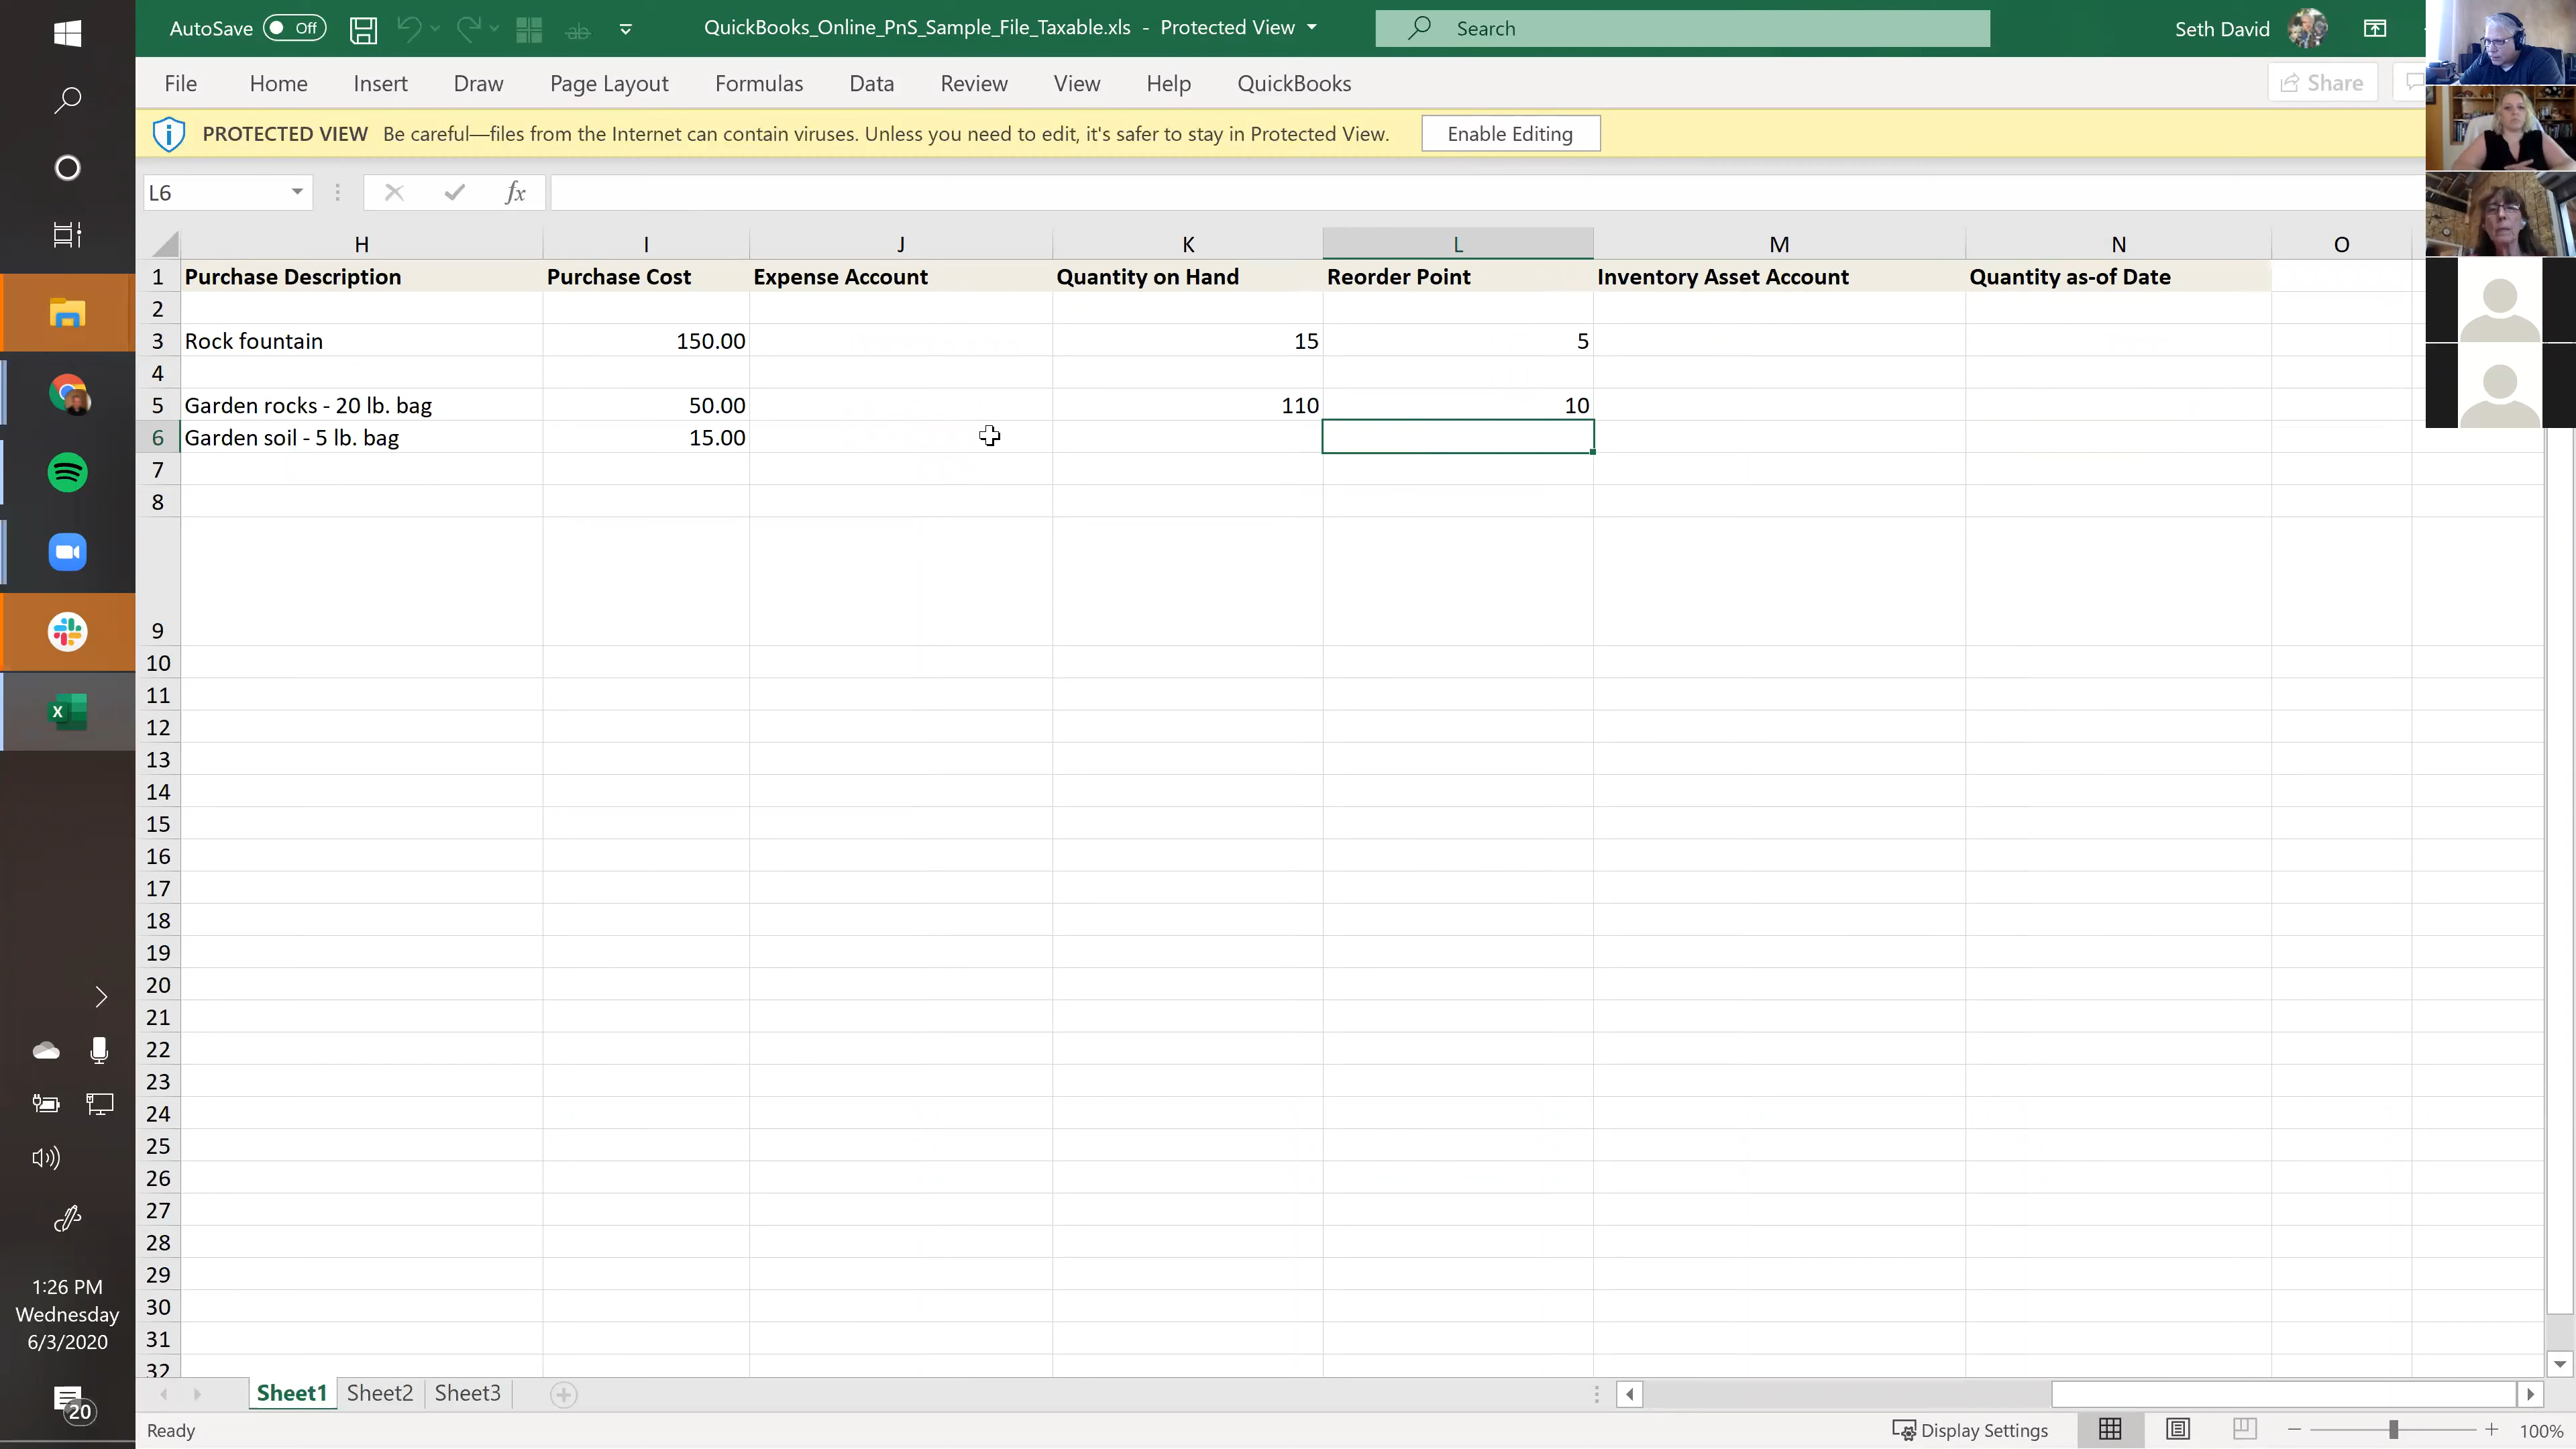 AutoSave Off QuickBooks_Online_PnS_Sample_File_Taxable.xls - Protected View Search Seth David
File Home Insert Draw Page Layout Formulas Data Review View Help QuickBooks Share
PROTECTED VIEW Be careful—files from the Internet can contain viruses. Unless you need to edit, it's safer to stay in Protected View. Enable Editing
L6 fx
H I J K L M N O
1 Purchase Description Purchase Cost Expense Account Quantity on Hand Reorder Point Inventory Asset Account Quantity as-of Date
2
3 Rock fountain 150.00 15 5
4
5 Garden rocks - 20 lb. bag 50.00 110 10
6 Garden soil - 5 lb. bag 15.00
7
8
9
10
11
12
13
14
15
16
17
18
19
20
21
22
23
24
25
26
27
28
29
30
31
32
Sheet1 Sheet2 Sheet3
Ready Display Settings 100%
1:26 PM
Wednesday
6/3/2020
20